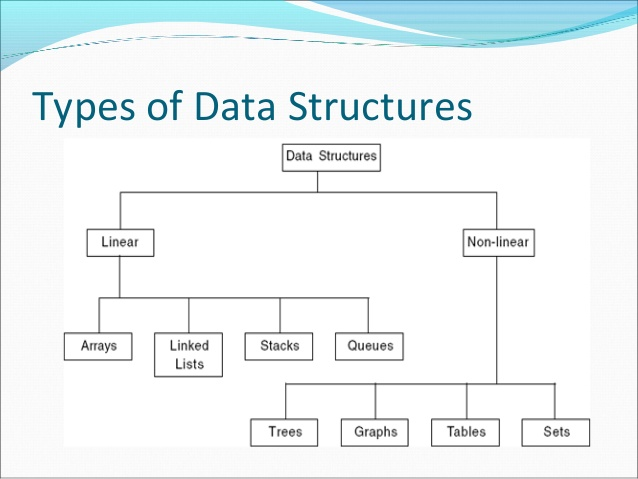 Types of Data Structures
Data Structures
Linear
Non-linear
Arrays
Linked
Lists
Stacks
Queues
Trees
Graphs
Tables
Sets